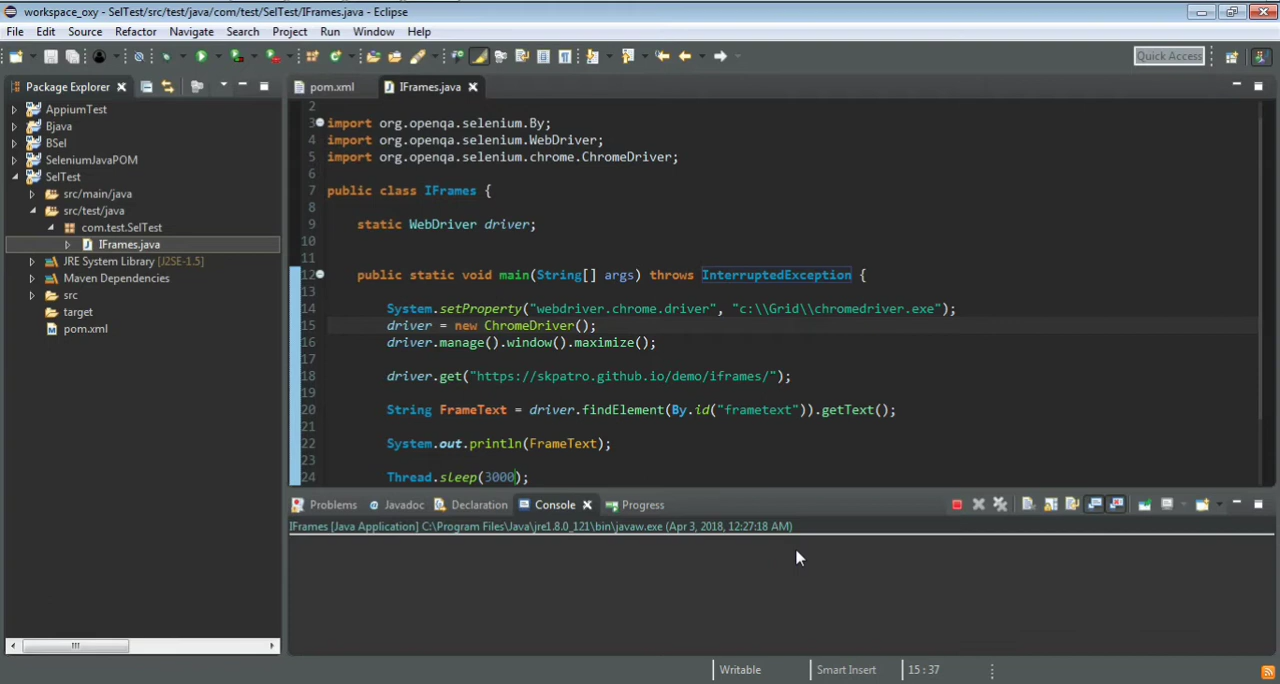 workspace_oxy - SelTest/src/test/java/com/test/SelTest/IFrames.java - Eclipse
File Edit Source Refactor Navigate Search Project Run Window Help
Quick Access
Package Explorer
pom.xml
IFrames.java
AppiumTest
Bjava
BSel
SeleniumJavaPOM
SelTest
src/main/java
src/test/java
com.test.SelTest
IFrames.java
JRE System Library [J2SE-1.5]
Maven Dependencies
src
target
pom.xml
2
3 import org.openqa.selenium.By;
4 import org.openqa.selenium.WebDriver;
5 import org.openqa.selenium.chrome.ChromeDriver;
6
7 public class IFrames {
8
9 static WebDriver driver;
10
11
12 public static void main(String[] args) throws InterruptedException {
13
14 System.setProperty("webdriver.chrome.driver", "c:\\Grid\\chromedriver.exe");
15 driver = new ChromeDriver();
16 driver.manage().window().maximize();
17
18 driver.get("https://skpatro.github.io/demo/iframes/");
19
20 String FrameText = driver.findElement(By.id("frametext")).getText();
21
22 System.out.println(FrameText);
23
24 Thread.sleep(3000);
Problems Javadoc Declaration Console Progress
IFrames [Java Application] C:\Program Files\Java\jre1.8.0_121\bin\javaw.exe (Apr 3, 2018, 12:27:18 AM)
Writable Smart Insert 15 : 37